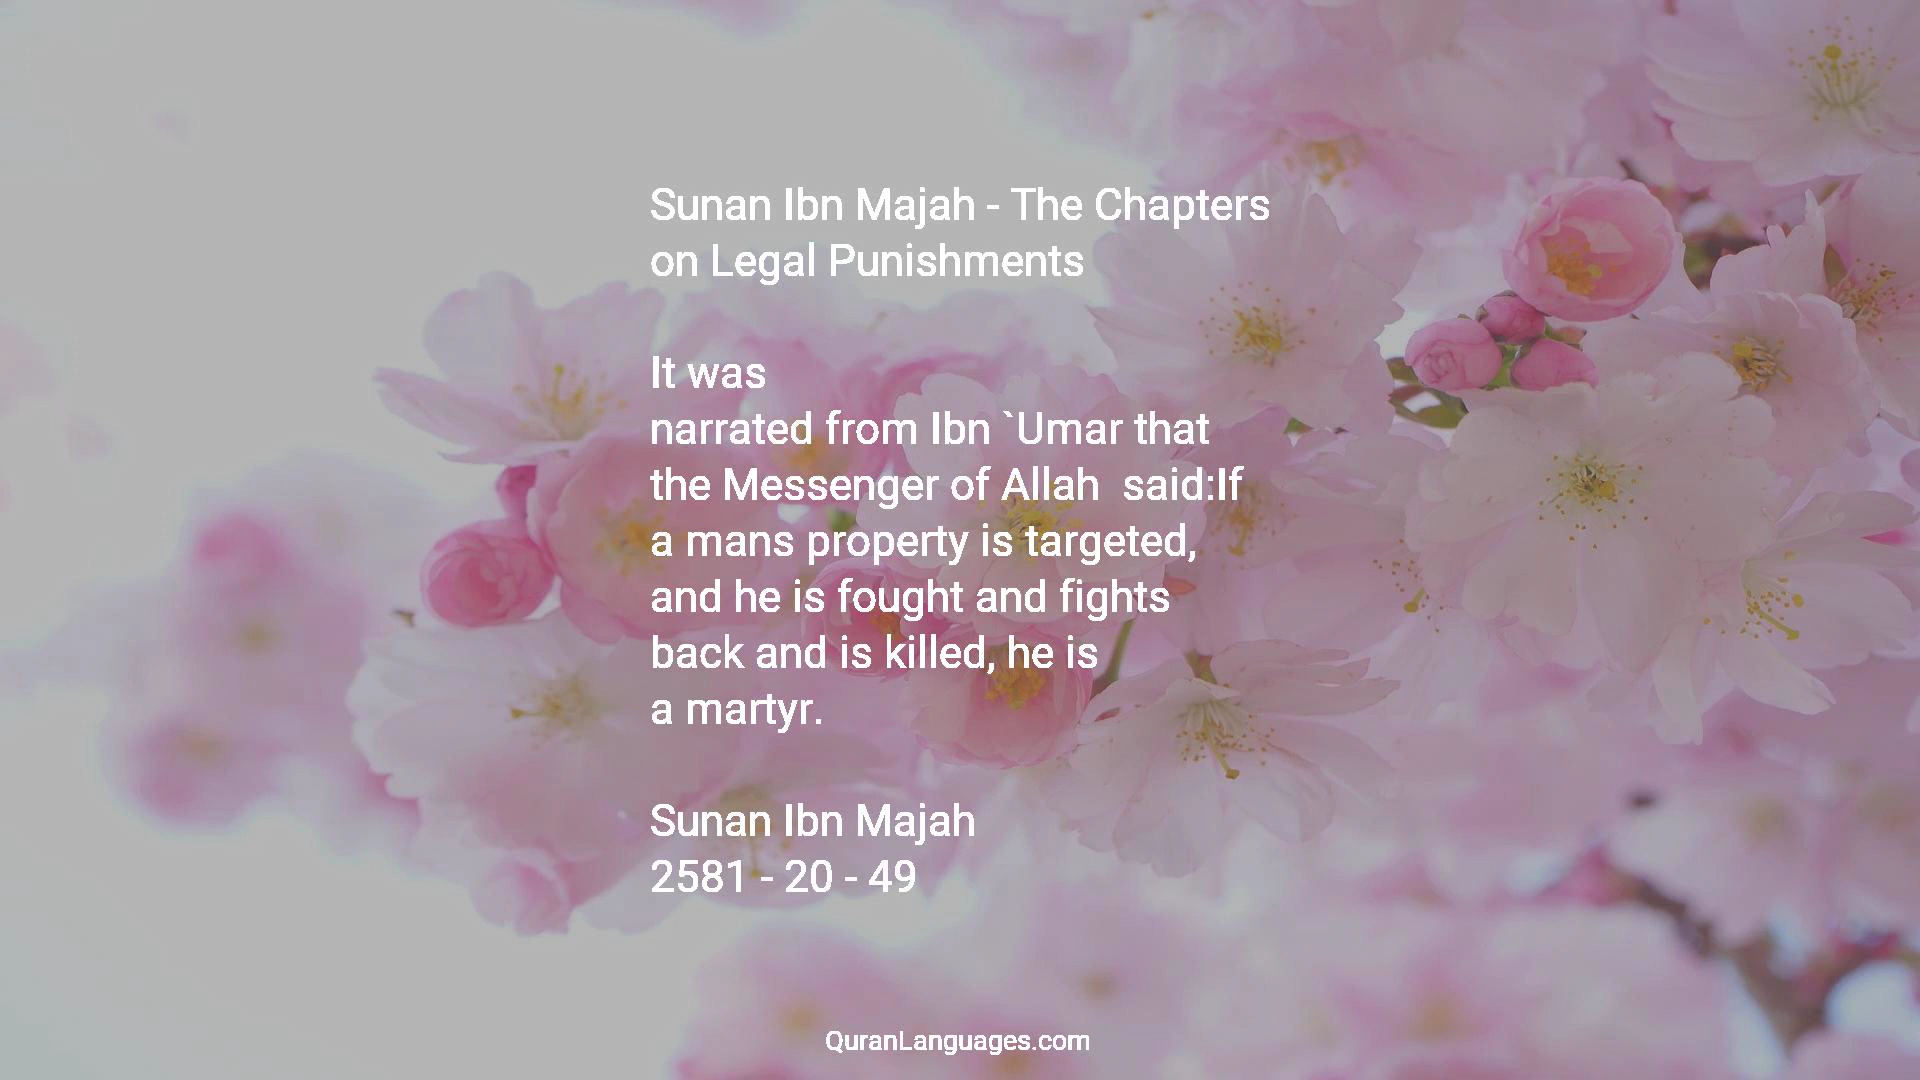 Sunan Ibn Majah - The Chapters
on Legal Punishments
It was
narrated from Ibn `Umar that
the Messenger of Allah  said:If
a mans property is targeted,
and he is fought and fights
back and is killed, he is
a martyr.
Sunan Ibn Majah
2581 - 20 - 49
QuranLanguages.com